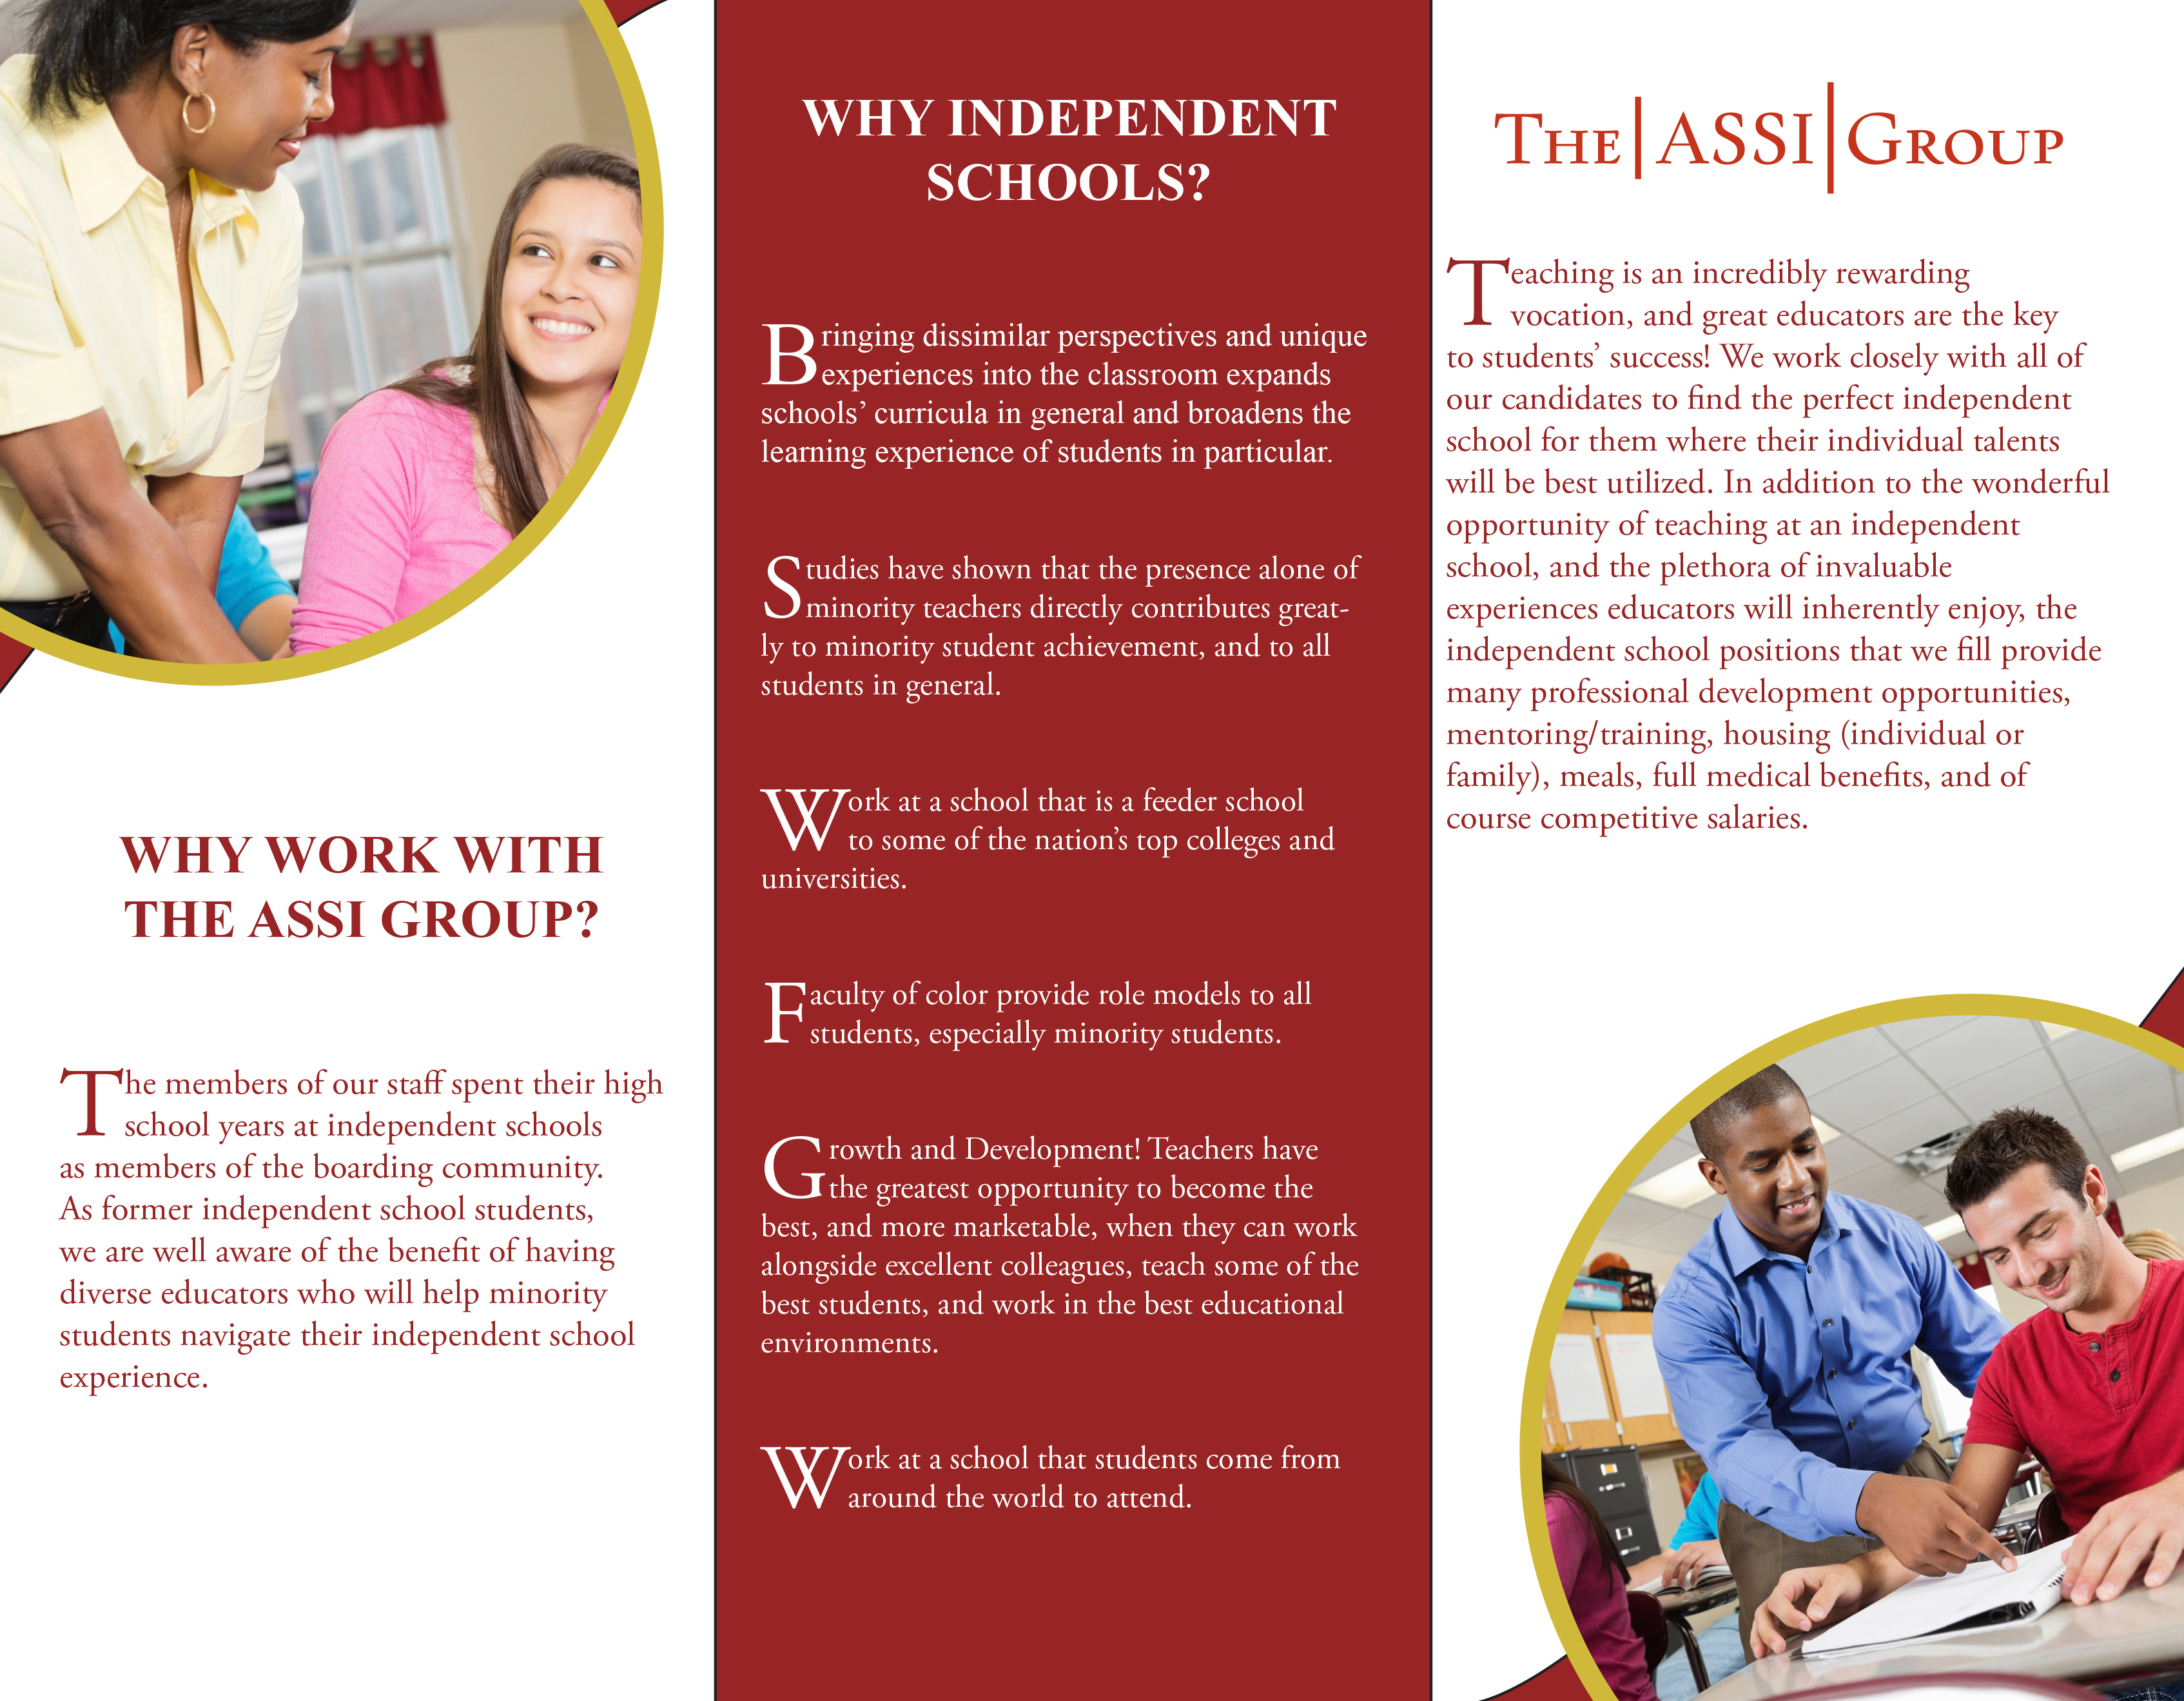 WHY WORK WITH
THE ASSI GROUP?
The members of our staff spent their high
school years at independent schools
as members of the boarding community.
As former independent school students,
we are well aware of the benefit of having
diverse educators who will help minority
students navigate their independent school
experience.
WHY INDEPENDENT
SCHOOLS?
Bringing dissimilar perspectives and unique
experiences into the classroom expands
schools’ curricula in general and broadens the
learning experience of students in particular.
Studies have shown that the presence alone of
minority teachers directly contributes great-
ly to minority student achievement, and to all
students in general.
Work at a school that is a feeder school
to some of the nation’s top colleges and
universities.
Faculty of color provide role models to all
students, especially minority students.
Growth and Development! Teachers have
the greatest opportunity to become the
best, and more marketable, when they can work
alongside excellent colleagues, teach some of the
best students, and work in the best educational
environments.
Work at a school that students come from
around the world to attend.
THE|ASSI|GROUP
Teaching is an incredibly rewarding
vocation, and great educators are the key
to students’ success! We work closely with all of
our candidates to find the perfect independent
school for them where their individual talents
will be best utilized. In addition to the wonderful
opportunity of teaching at an independent
school, and the plethora of invaluable
experiences educators will inherently enjoy, the
independent school positions that we fill provide
many professional development opportunities,
mentoring/training, housing (individual or
family), meals, full medical benefits, and of
course competitive salaries.